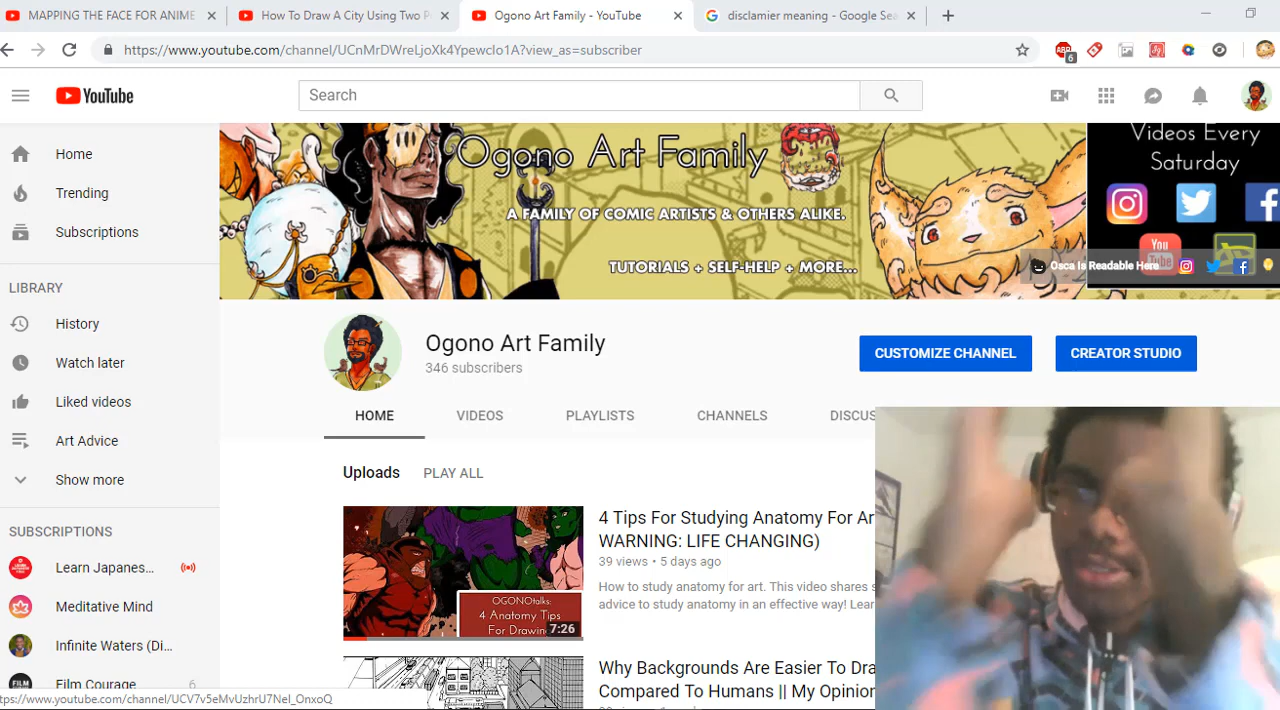 MAPPING THE FACE FOR ANIME
How To Draw A City Using Two P
Ogono Art Family - YouTube
disclamier meaning - Google Sea
https://www.youtube.com/channel/UCnMrDWreLjoXk4Ypewclo1A?view_as=subscriber
ABP
6
YouTube
Search
Home
Trending
Subscriptions
LIBRARY
History
Watch later
Liked videos
Art Advice
Show more
SUBSCRIPTIONS
Learn Japanes...
Meditative Mind
Infinite Waters (Di...
FILM
Film Courage
6
https://www.youtube.com/channel/UCV7v5eMvUzhrU7Nel_OnxoQ
Ogono Art Family
A FAMILY OF COMIC ARTISTS & OTHERS ALIKE.
TUTORIALS + SELF-HELP + MORE...
Videos Every
Saturday
You
Tube
Osca Is Readable Here
Ogono Art Family
346 subscribers
CUSTOMIZE CHANNEL
CREATOR STUDIO
HOME
VIDEOS
PLAYLISTS
CHANNELS
DISCUS
Uploads
PLAY ALL
OGONOtalks:
4 Anatomy Tips
For Drawing
7:26
4 Tips For Studying Anatomy For Ar
WARNING: LIFE CHANGING)
39 views • 5 days ago
How to study anatomy for art. This video shares s
advice to study anatomy in an effective way! Lear
Why Backgrounds Are Easier To Dra
Compared To Humans || My Opinion